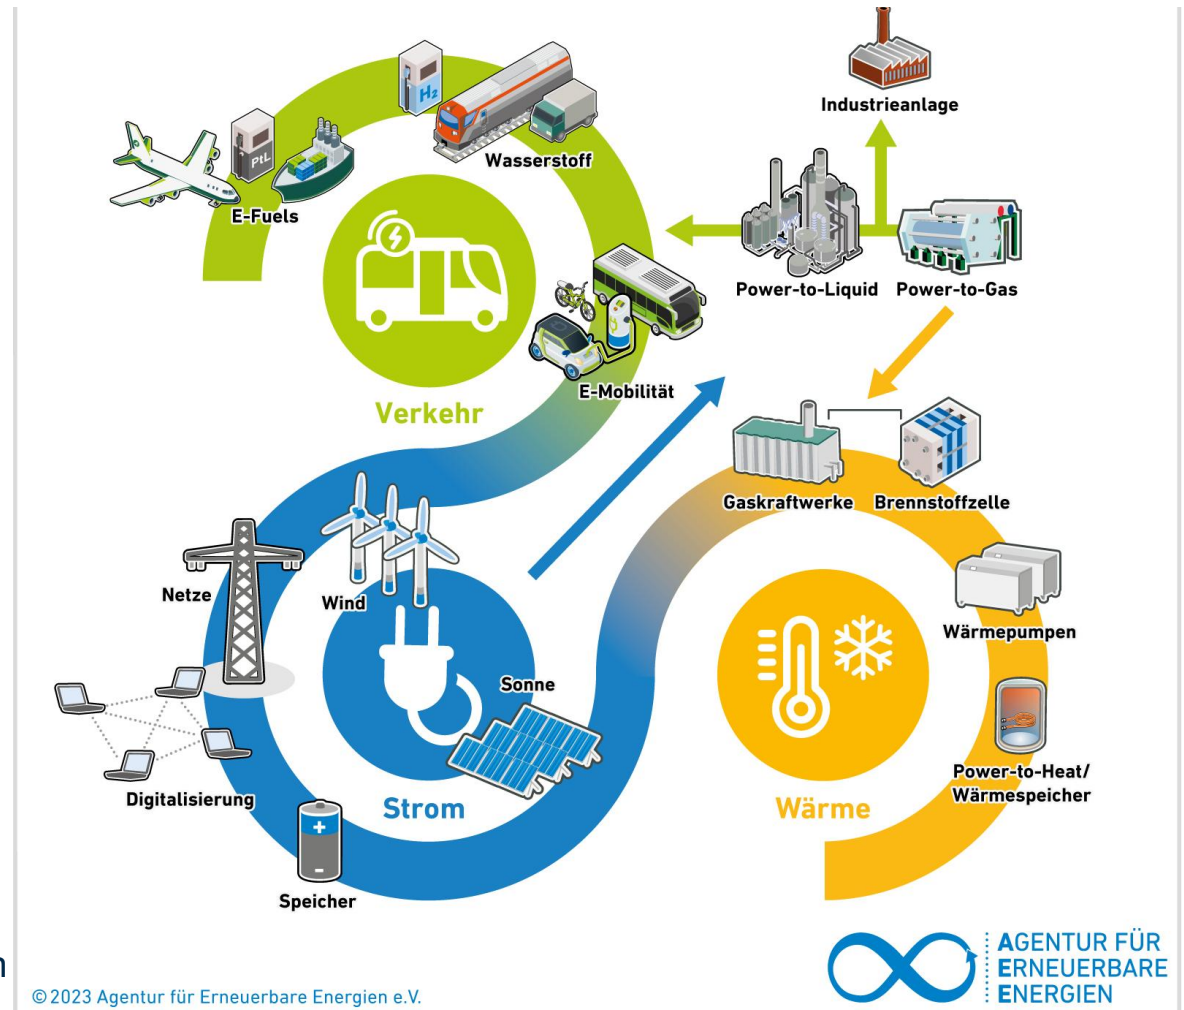 H₂
Industrieanlage
PtL
Wasserstoff
E-Fuels
Power-to-Liquid
Power-to-Gas
E-Mobilität
Verkehr
Gaskraftwerke
Brennstoffzelle
Netze
Wind
Wärmepumpen
Sonne
Digitalisierung
Strom
Wärme
Power-to-Heat/
Wärmespeicher
+
-
Speicher
n
AGENTUR FÜR
ERNEUERBARE
ENERGIEN
© 2023 Agentur für Erneuerbare Energien e.V.